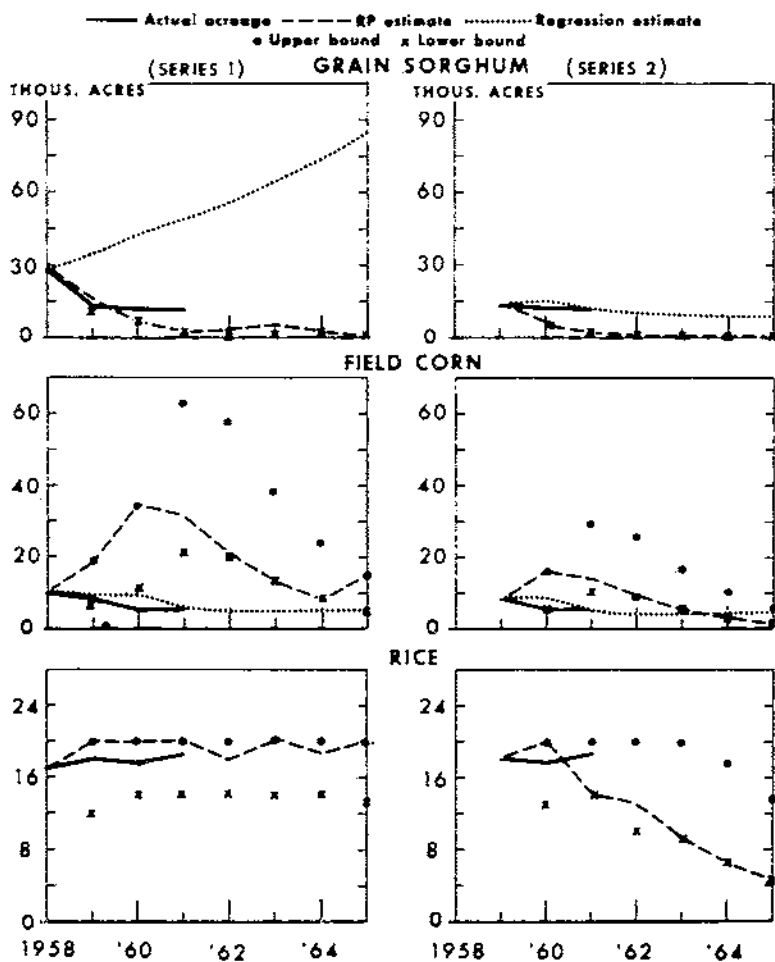 Actual acreage RP estimate Regression estimate
• Upper bound x Lower bound
(SERIES 1) GRAIN SORGHUM (SERIES 2)
THOUS. ACRES THOUS. ACRES
90 90
60 60
30 30
0 0
FIELD CORN
60 60
40 40
20 20
0 0
RICE
24 24
16 16
8 8
0 0
1958 '60 '62 '64 1958 '60 '62 '64